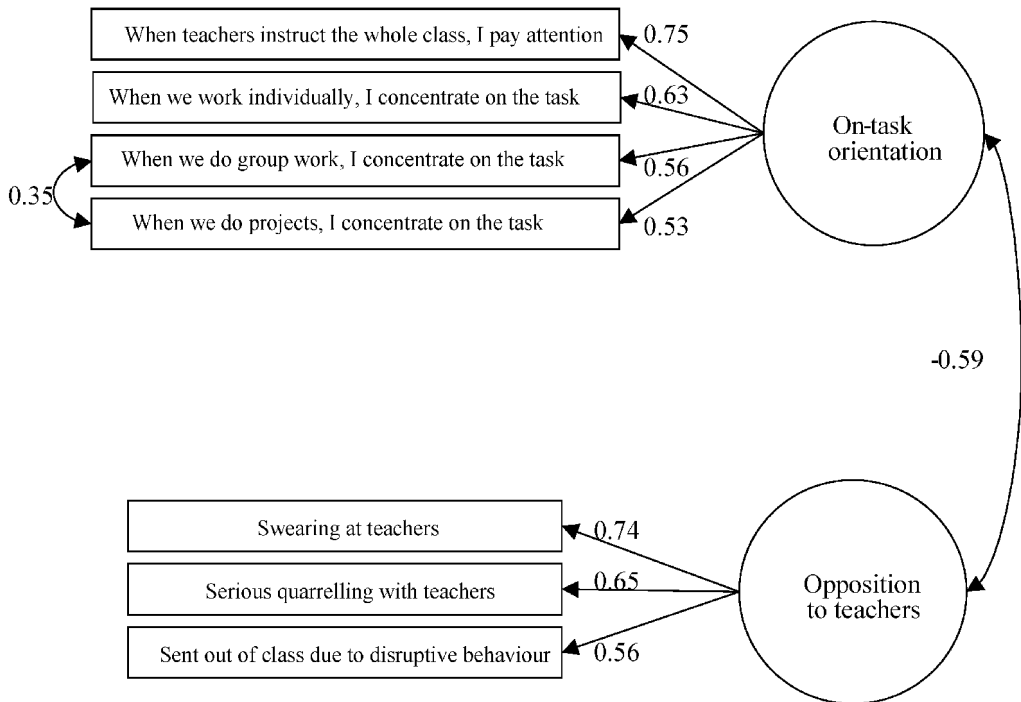 When teachers instruct the whole class, I pay attention
0.75
When we work individually, I concentrate on the task
0.63
When we do group work, I concentrate on the task
0.56
When we do projects, I concentrate on the task
0.53
0.35
On-task
orientation
-0.59
Swearing at teachers
0.74
Serious quarrelling with teachers
0.65
Sent out of class due to disruptive behaviour
0.56
Opposition
to teachers